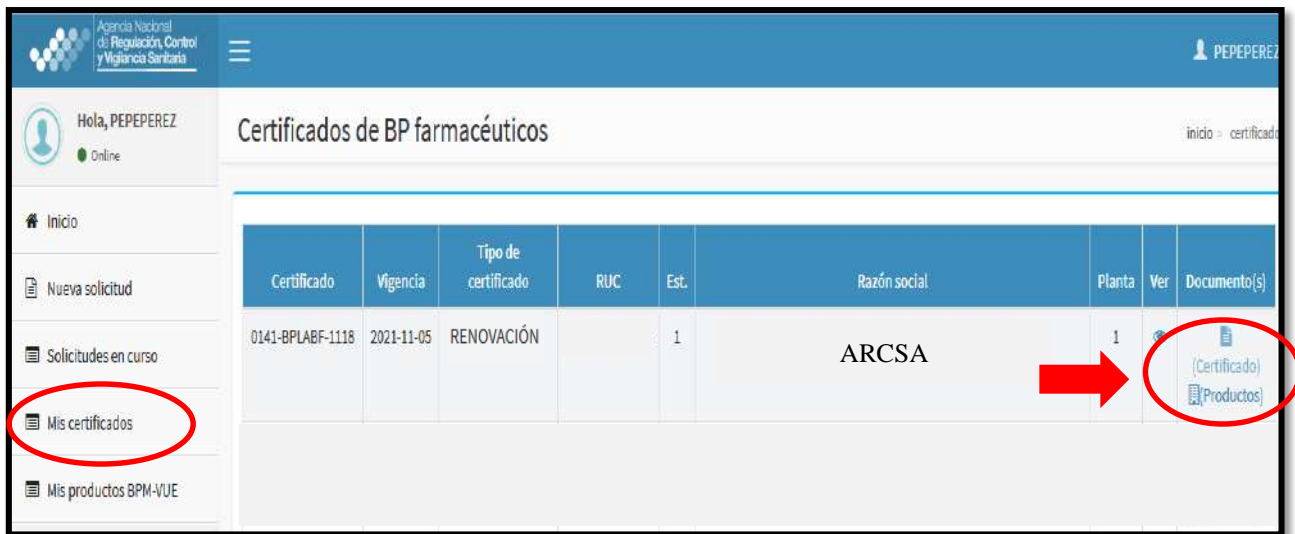 Agencia Nacional
de Regulación, Control
y Vigilancia Sanitaria
PEPEPEREZ
Hola, PEPEPEREZ
Online
Certificados de BP farmacéuticos
inicio > certificado
Inicio
Nueva solicitud
Solicitudes en curso
Mis certificados
Mis productos BPM-VUE
Certificado Vigencia Tipo de certificado RUC Est. Razón social Planta Ver Documento(s)
0141-BPLABF-1118 2021-11-05 RENOVACIÓN 1 ARCSA 1
(Certificado)
(Productos)